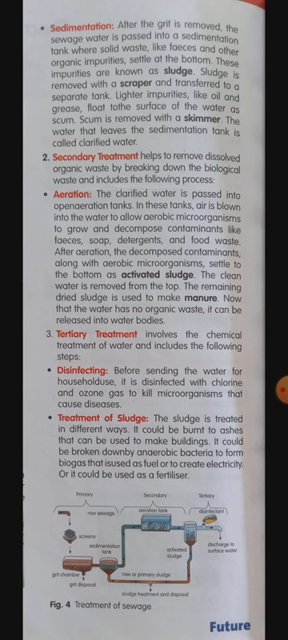 • Sedimentation: After the grit is removed, the
sewage water is passed into a sedimentation
tank where solid waste, like faeces and other
organic impurities, settle at the bottom. These
impurities are known as sludge. Sludge is
removed with a scraper and transferred to a
separate tank. Lighter impurities, like oil and
grease, float tothe surface of the water as
scum. Scum is removed with a skimmer. The
water that leaves the sedimentation tank is
called clarified water.
2. Secondary Treatment helps to remove dissolved
organic waste by breaking down the biological
waste and includes the following process:
• Aeration: The clarified water is passed into
openaeration tanks. In these tanks, air is blown
into the water to allow aerobic microorganisms
to grow and decompose contaminants like
faeces, soap, detergents, and food waste.
After aeration, the decomposed contaminants,
along with aerobic microorganisms, settle to
the bottom as activated sludge. The clean
water is removed from the top. The remaining
dried sludge is used to make manure. Now
that the water has no organic waste, it can be
released into water bodies.
3. Tertiary Treatment involves the chemical
treatment of water and includes the following
steps:
• Disinfecting: Before sending the water for
householduse, it is disinfected with chlorine
and ozone gas to kill microorganisms that
cause diseases.
• Treatment of Sludge: The sludge is treated
in different ways. It could be burnt to ashes
that can be used to make buildings. It could
be broken downby anaerobic bacteria to form
biogas that isused as fuel or to create electricity.
Or it could be used as a fertiliser.
Primary Secondary Tertiary
raw sewage aeration tank disinfectant
screens
sedimentation tank
activated sludge
discharge to surface water
grit chamber
grit disposal
raw or primary sludge
sludge treatment and disposal
Fig. 4 Treatment of sewage
Future